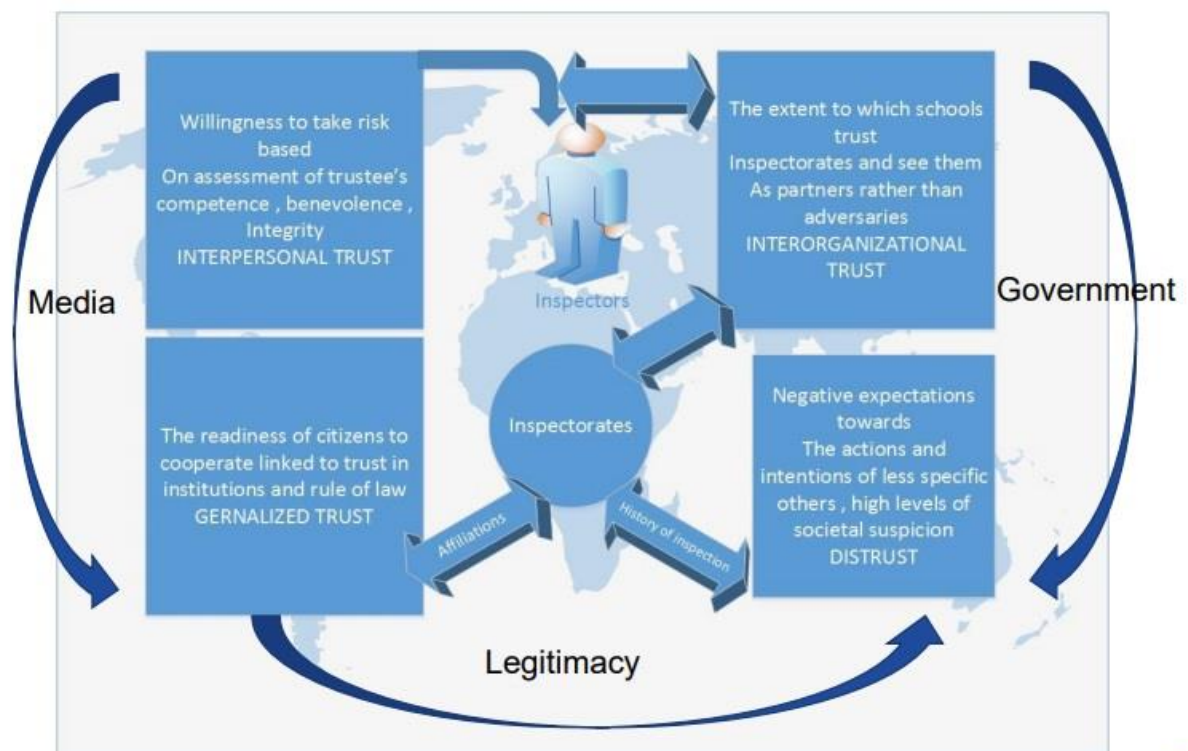 Willingness to take risk
based
On assessment of trustee's
competence , benevolence ,
Integrity
INTERPERSONAL TRUST
The extent to which schools
trust
Inspectorates and see them
As partners rather than
adversaries
INTERORGANIZATIONAL
TRUST
Media
Inspectors
Government
The readiness of citizens to
cooperate linked to trust in
institutions and rule of law
GERNALIZED TRUST
Inspectorates
Negative expectations
towards
The actions and
intentions of less specific
others , high levels of
societal suspicion
DISTRUST
Affiliations
History of inspection
Legitimacy